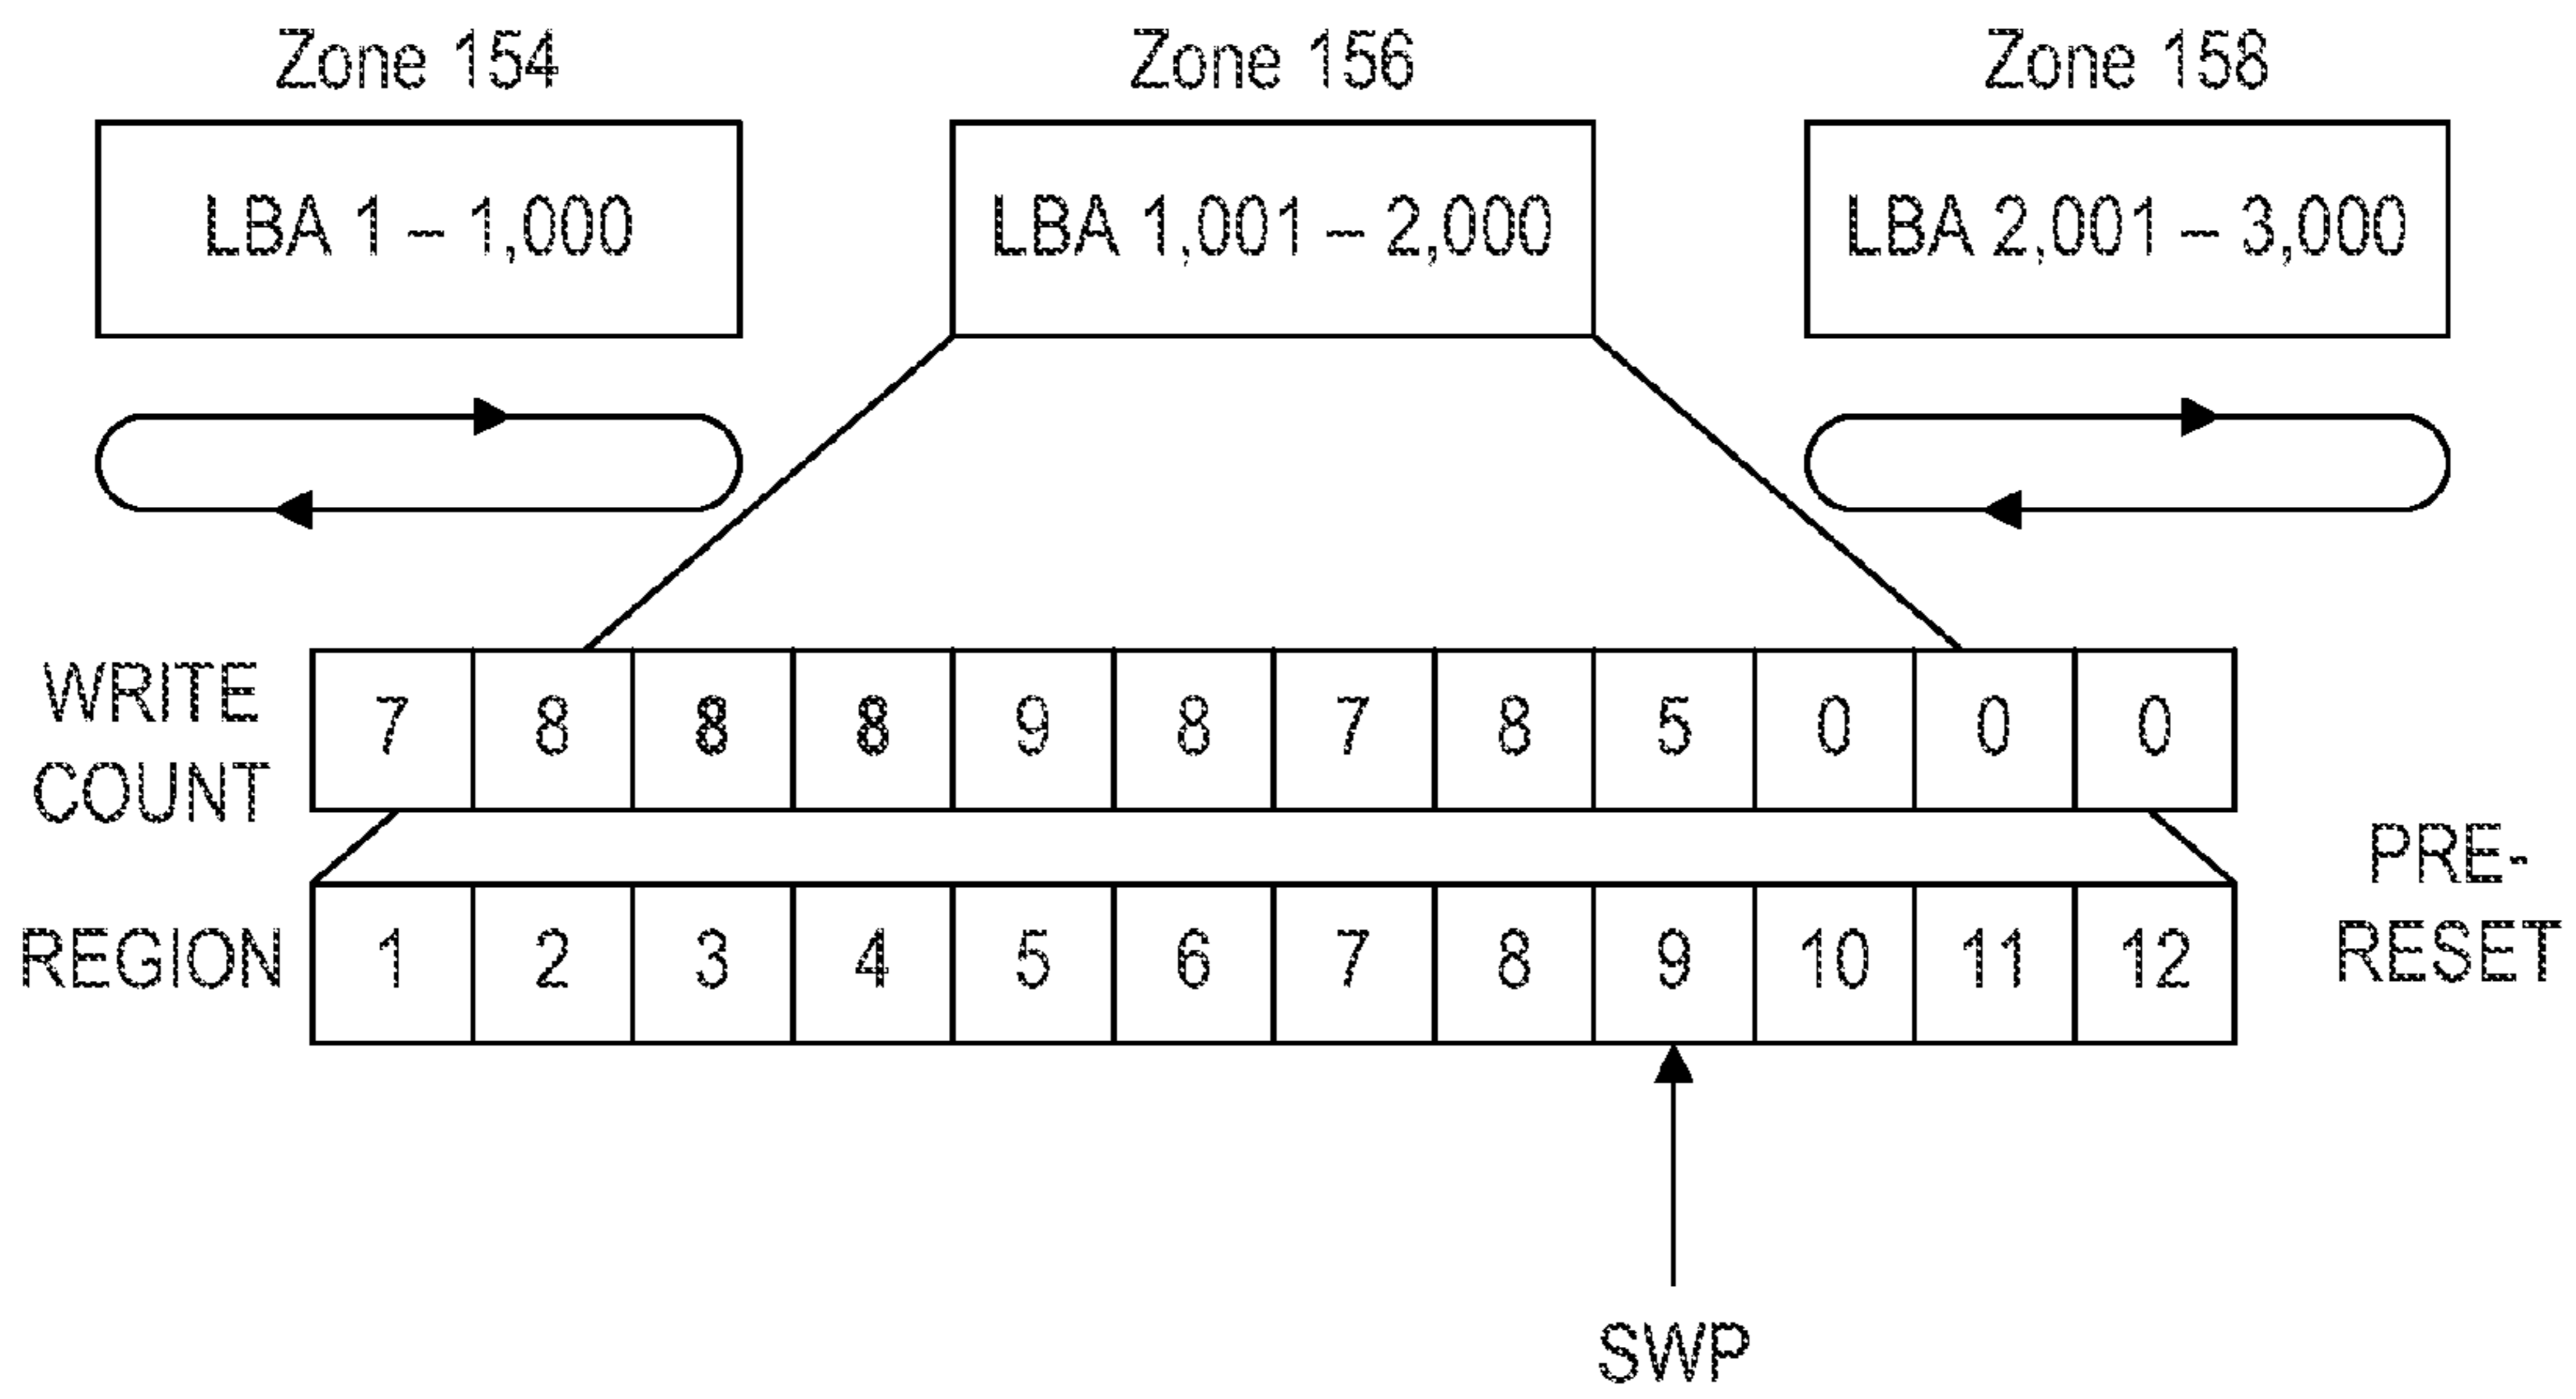 Zone 154 Zone 156 Zone 158
LBA 1 – 1,000 LBA 1,001 – 2,000 LBA 2,001 – 3,000
WRITE
COUNT
7 8 8 8 9 8 7 8 5 0 0 0
PRE-
RESET
REGION 1 2 3 4 5 6 7 8 9 10 11 12
SWP